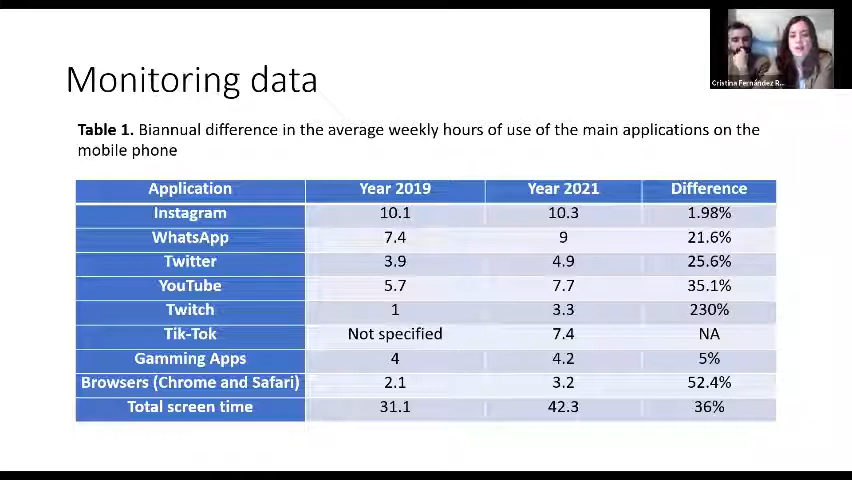 Cristina Fernández R...
Monitoring data
Table 1. Biannual difference in the average weekly hours of use of the main applications on the
mobile phone
Application Year 2019 Year 2021 Difference
Instagram 10.1 10.3 1.98%
WhatsApp 7.4 9 21.6%
Twitter 3.9 4.9 25.6%
YouTube 5.7 7.7 35.1%
Twitch 1 3.3 230%
Tik-Tok Not specified 7.4 NA
Gamming Apps 4 4.2 5%
Browsers (Chrome and Safari) 2.1 3.2 52.4%
Total screen time 31.1 42.3 36%